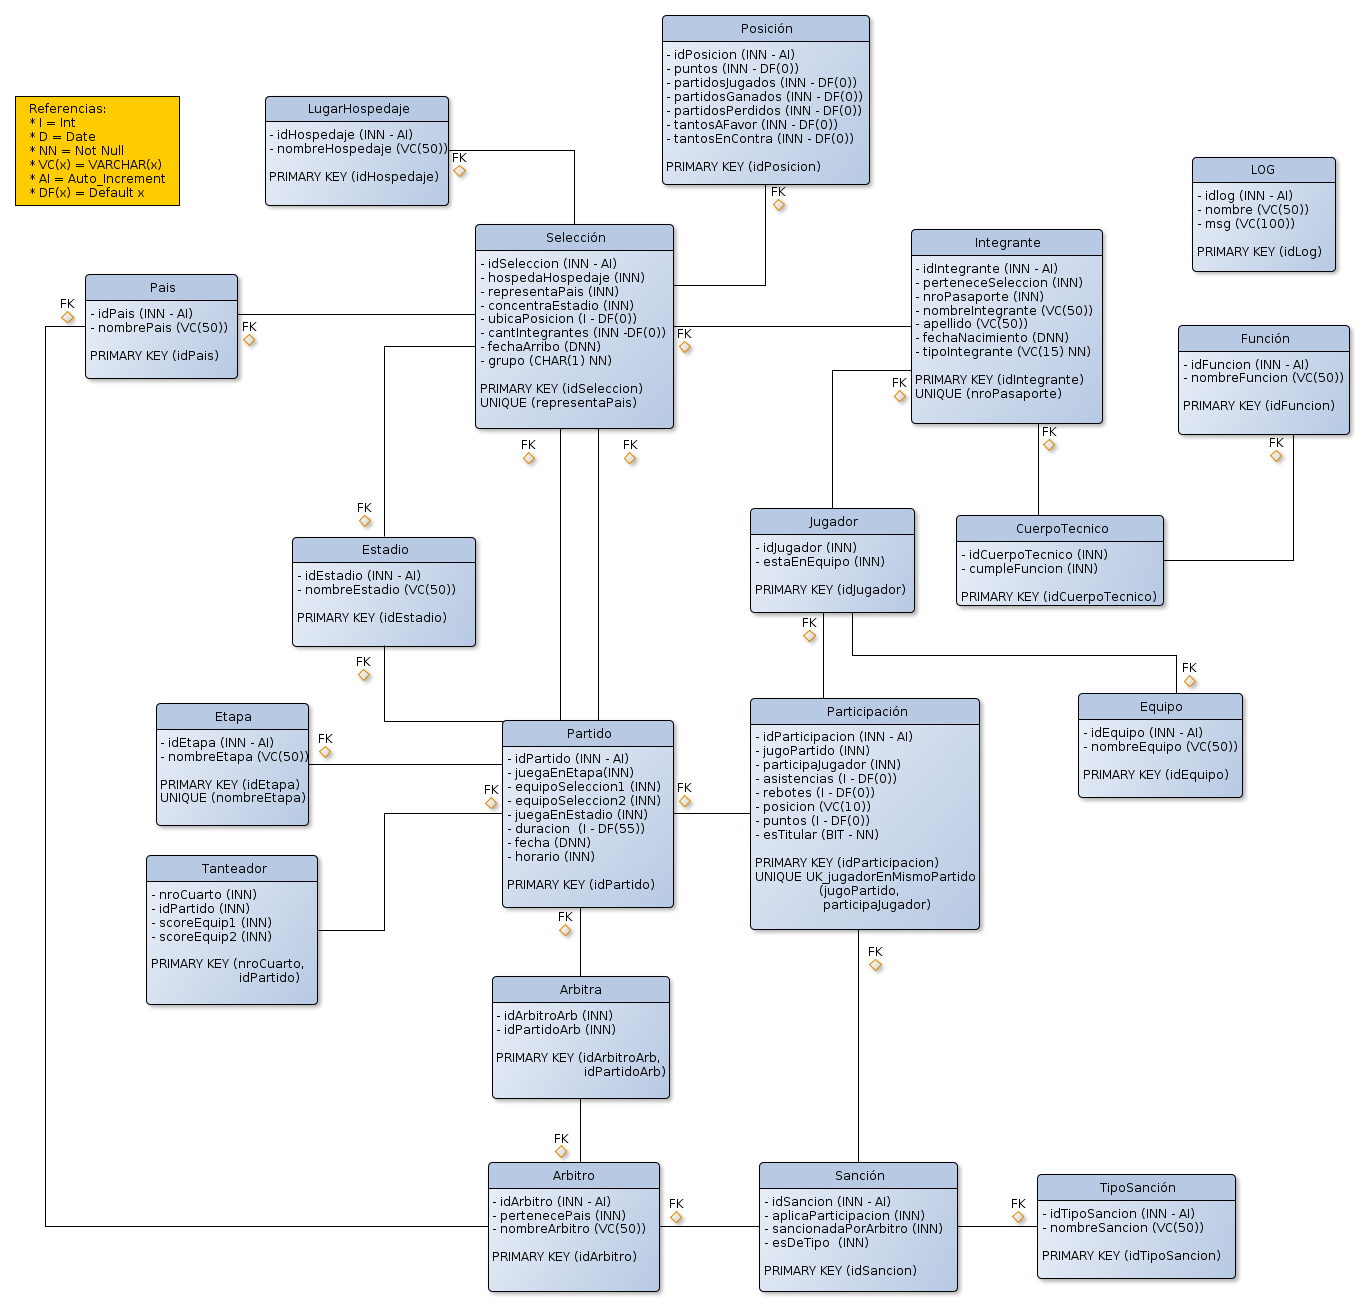 Posición
- idPosicion (INN - AI)
- puntos (INN - DF(0))
- partidosJugados (INN - DF(0))
- partidosGanados (INN - DF(0))
- partidosPerdidos (INN - DF(0))
- tantosAFavor (INN - DF(0))
- tantosEnContra (INN - DF(0))
PRIMARY KEY (idPosicion)
FK
Referencias:
* I = Int
* D = Date
* NN = Not Null
* VC(x) = VARCHAR(x)
* AI = Auto_Increment
* DF(x) = Default x
LugarHospedaje
- idHospedaje (INN - AI)
- nombreHospedaje (VC(50))
PRIMARY KEY (idHospedaje)
FK
LOG
- idlog (INN - AI)
- nombre (VC(50))
- msg (VC(100))
PRIMARY KEY (idLog)
Selección
- idSeleccion (INN - AI)
- hospedaHospedaje (INN)
- representaPais (INN)
- concentraEstadio (INN)
- ubicaPosicion (I - DF(0))
- cantIntegrantes (INN -DF(0))
- fechaArribo (DNN)
- grupo (CHAR(1) NN)
PRIMARY KEY (idSeleccion)
UNIQUE (representaPais)
FK
FK
FK
Integrante
- idIntegrante (INN - AI)
- perteneceSeleccion (INN)
- nroPasaporte (INN)
- nombreIntegrante (VC(50))
- apellido (VC(50))
- fechaNacimiento (DNN)
- tipoIntegrante (VC(15) NN)
PRIMARY KEY (idIntegrante)
UNIQUE (nroPasaporte)
FK
FK
Pais
- idPais (INN - AI)
- nombrePais (VC(50))
PRIMARY KEY (idPais)
FK
FK
Función
- idFuncion (INN - AI)
- nombreFuncion (VC(50))
PRIMARY KEY (idFuncion)
FK
FK
Estadio
- idEstadio (INN - AI)
- nombreEstadio (VC(50))
PRIMARY KEY (idEstadio)
FK
Jugador
- idJugador (INN)
- estaEnEquipo (INN)
PRIMARY KEY (idJugador)
FK
CuerpoTecnico
- idCuerpoTecnico (INN)
- cumpleFuncion (INN)
PRIMARY KEY (idCuerpoTecnico)
FK
Equipo
- idEquipo (INN - AI)
- nombreEquipo (VC(50))
PRIMARY KEY (idEquipo)
Etapa
- idEtapa (INN - AI)
- nombreEtapa (VC(50))
PRIMARY KEY (idEtapa)
UNIQUE (nombreEtapa)
FK
Partido
- idPartido (INN - AI)
- juegaEnEtapa(INN)
- equipoSeleccion1 (INN)
- equipoSeleccion2 (INN)
- juegaEnEstadio (INN)
- duracion  (I - DF(55))
- fecha (DNN)
- horario (INN)
PRIMARY KEY (idPartido)
FK
FK
FK
Participación
- idParticipacion (INN - AI)
- jugoPartido (INN)
- participaJugador (INN)
- asistencias (I - DF(0))
- rebotes (I - DF(0))
- posicion (VC(10))
- puntos (I - DF(0))
- esTitular (BIT - NN)
PRIMARY KEY (idParticipacion)
UNIQUE UK_jugadorEnMismoPartido
(jugoPartido,
participaJugador)
FK
Tanteador
- nroCuarto (INN)
- idPartido (INN)
- scoreEquip1 (INN)
- scoreEquip2 (INN)
PRIMARY KEY (nroCuarto,
idPartido)
Arbitra
- idArbitroArb (INN)
- idPartidoArb (INN)
PRIMARY KEY (idArbitroArb,
idPartidoArb)
FK
Arbitro
- idArbitro (INN - AI)
- pertenecePais (INN)
- nombreArbitro (VC(50))
PRIMARY KEY (idArbitro)
FK
Sanción
- idSancion (INN - AI)
- aplicaParticipacion (INN)
- sancionadaPorArbitro (INN)
- esDeTipo  (INN)
PRIMARY KEY (idSancion)
FK
TipoSanción
- idTipoSancion (INN - AI)
- nombreSancion (VC(50))
PRIMARY KEY (idTipoSancion)